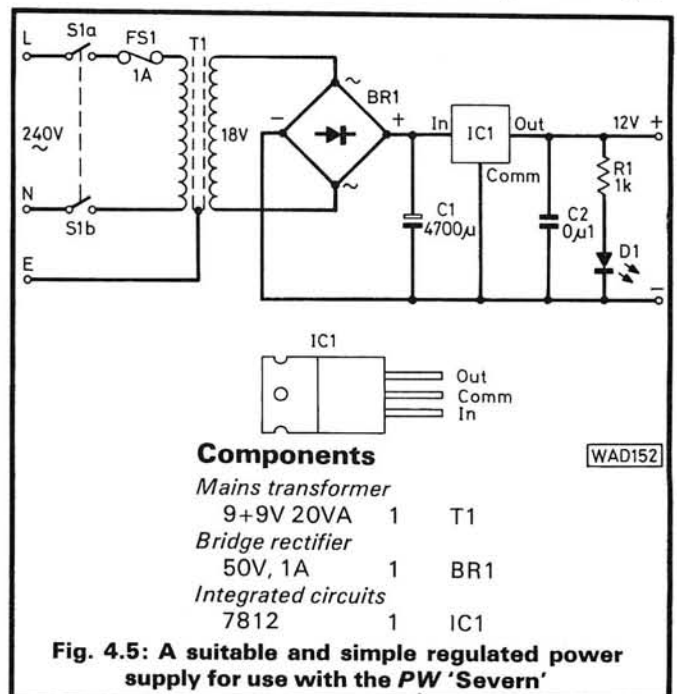 L
S1a
FS1
1A
T1
240V
~
18V
N
S1b
E
~
BR1
−
+
~
In
IC1
Out
Comm
12V
+
R1
1k
C1
4700µ
C2
0µ1
D1
−
IC1
Out
Comm
In
Components
WAD152
Mains transformer
9+9V 20VA 1 T1
Bridge rectifier
50V, 1A 1 BR1
Integrated circuits
7812 1 IC1
Fig. 4.5: A suitable and simple regulated power
supply for use with the PW 'Severn'